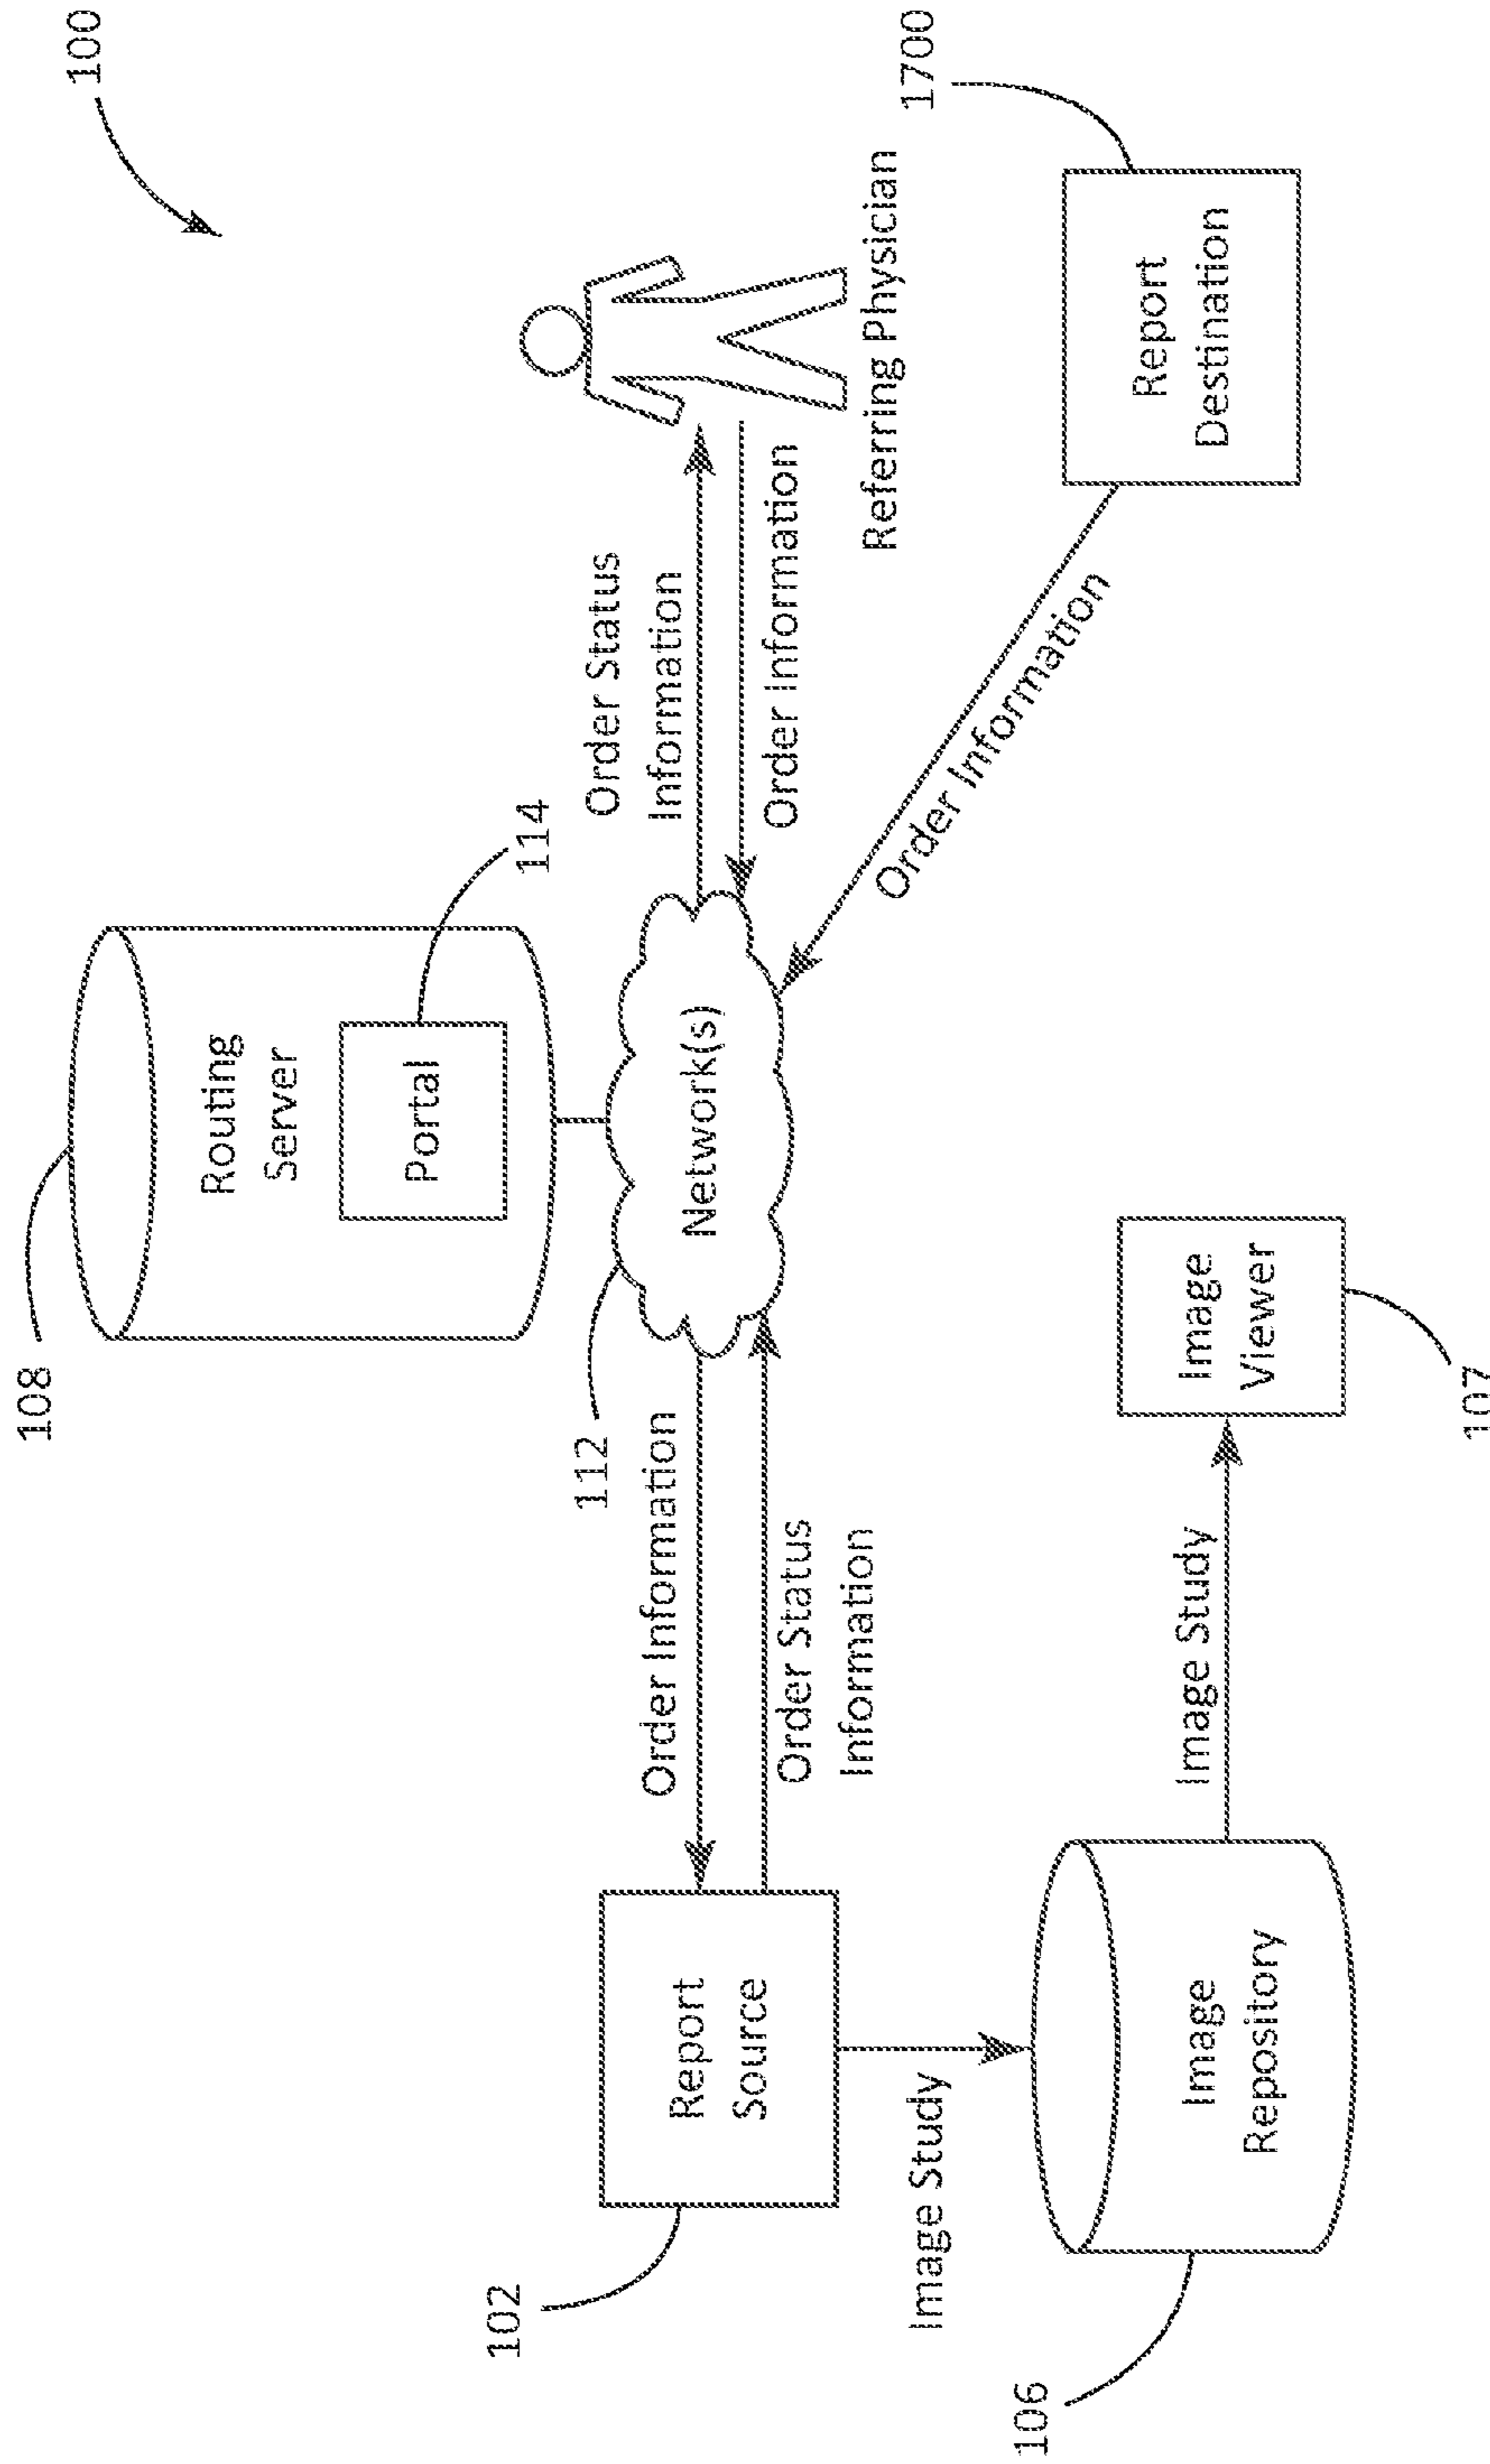 100
108
Routing
Server
Portal
114
112
Network(s)
Order Information
Order Status
Information
Order Status
Information
Order Information
Referring Physician
Order Information
1700
Report
Destination
102
Report
Source
Image Study
106
Image
Repository
Image Study
Image
Viewer
107